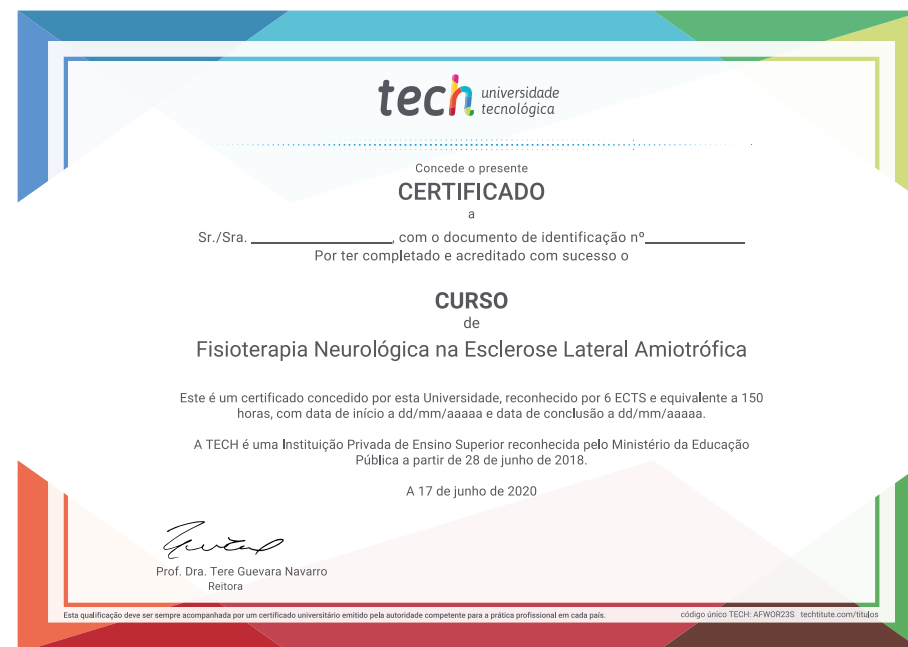 tech universidade
tecnológica
Concede o presente
CERTIFICADO
a
Sr./Sra. ____________________, com o documento de identificação nº______________
Por ter completado e acreditado com sucesso o
CURSO
de
Fisioterapia Neurológica na Esclerose Lateral Amiotrófica
Este é um certificado concedido por esta Universidade, reconhecido por 6 ECTS e equivalente a 150
horas, com data de início a dd/mm/aaaaa e data de conclusão a dd/mm/aaaaa.
A TECH é uma Instituição Privada de Ensino Superior reconhecida pelo Ministério da Educação
Pública a partir de 28 de junho de 2018.
A 17 de junho de 2020
Prof. Dra. Tere Guevara Navarro
Reitora
Esta qualificação deve ser sempre acompanhada por um certificado universitário emitido pela autoridade competente para a prática profissional em cada país. código único TECH: AFWOR23S techtitute.com/titulos